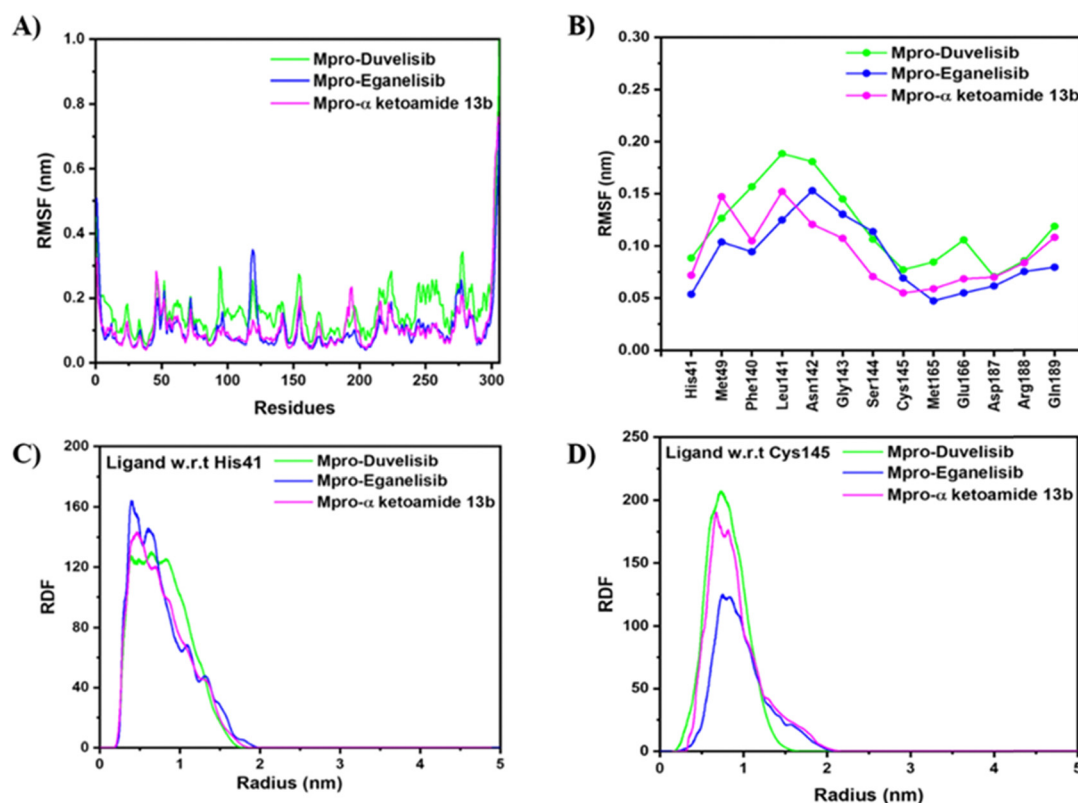 A)
1.0
0.8
0.6
0.4
0.2
0.0
RMSF (nm)
Mpro-Duvelisib
Mpro-Eganelisib
Mpro-α ketoamide 13b
0 50 100 150 200 250 300
Residues
B)
0.30
0.25
0.20
0.15
0.10
0.05
0.00
RMSF (nm)
Mpro-Duvelisib
Mpro-Eganelisib
Mpro-α ketoamide 13b
His41 Met49 Phe140 Leu141 Asn142 Gly143 Ser144 Cys145 Met165 Glu166 Asp187 Arg188 Gln189
C)
200
160
120
80
40
0
RDF
Ligand w.r.t His41
Mpro-Duvelisib
Mpro-Eganelisib
Mpro-α ketoamide 13b
0 1 2 3 4 5
Radius (nm)
D)
250
200
150
100
50
0
RDF
Ligand w.r.t Cys145
Mpro-Duvelisib
Mpro-Eganelisib
Mpro-α ketoamide 13b
0 1 2 3 4 5
Radius (nm)